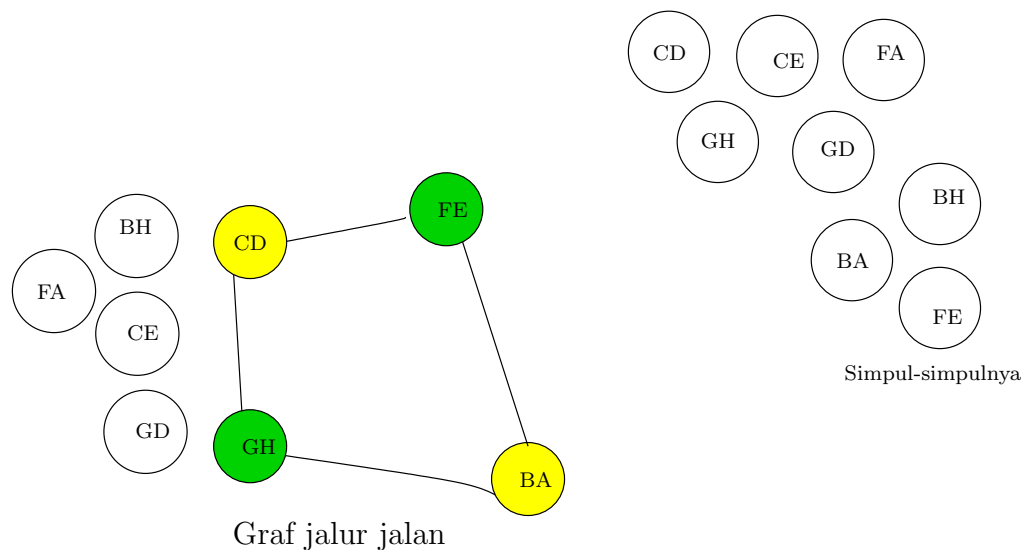 BH
FA
CE
GD
CD
FE
GH
BA
Graf jalur jalan
CD
CE
FA
GH
GD
BH
BA
FE
Simpul-simpulnya